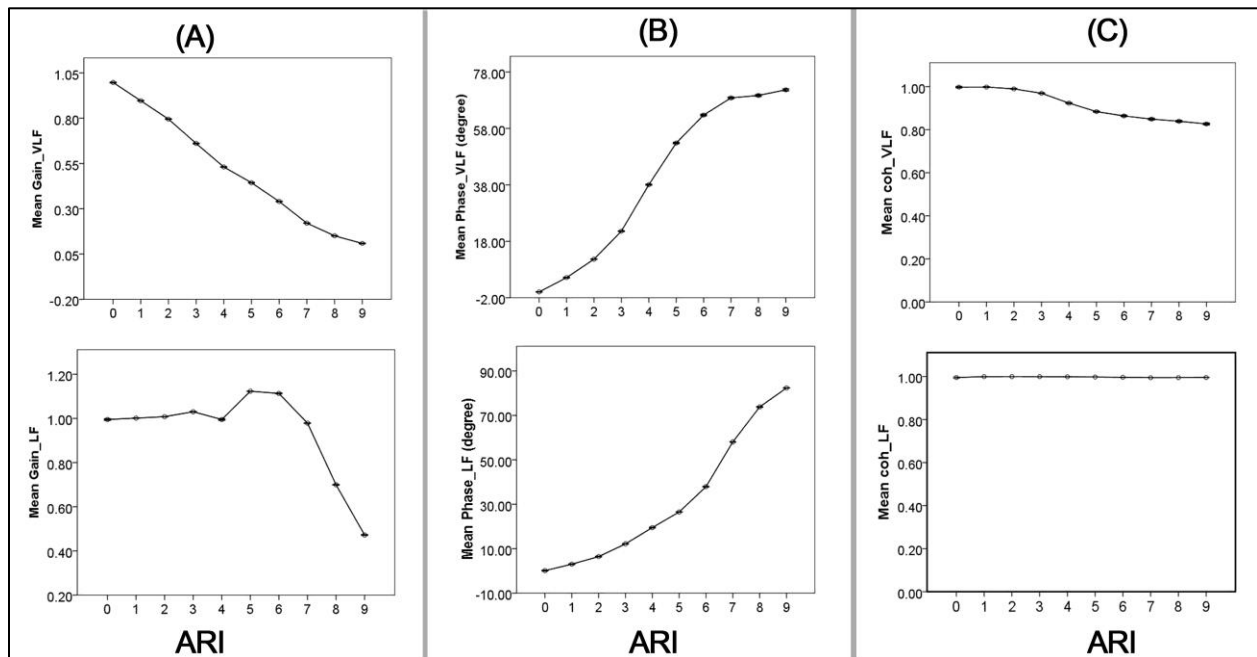 (A)
Mean Gain_VLF
1.05
0.80
0.55
0.30
0.05
-0.20
0 1 2 3 4 5 6 7 8 9
Mean Gain_LF
1.20
1.00
0.80
0.60
0.40
0.20
0 1 2 3 4 5 6 7 8 9
ARI
(B)
Mean Phase_VLF (degree)
78.00
58.00
38.00
18.00
-2.00
0 1 2 3 4 5 6 7 8 9
Mean Phase_LF (degree)
90.00
70.00
50.00
30.00
10.00
-10.00
0 1 2 3 4 5 6 7 8 9
ARI
(C)
Mean coh_VLF
1.00
0.80
0.60
0.40
0.20
0.00
0 1 2 3 4 5 6 7 8 9
Mean coh_LF
1.00
0.80
0.60
0.40
0.20
0.00
0 1 2 3 4 5 6 7 8 9
ARI